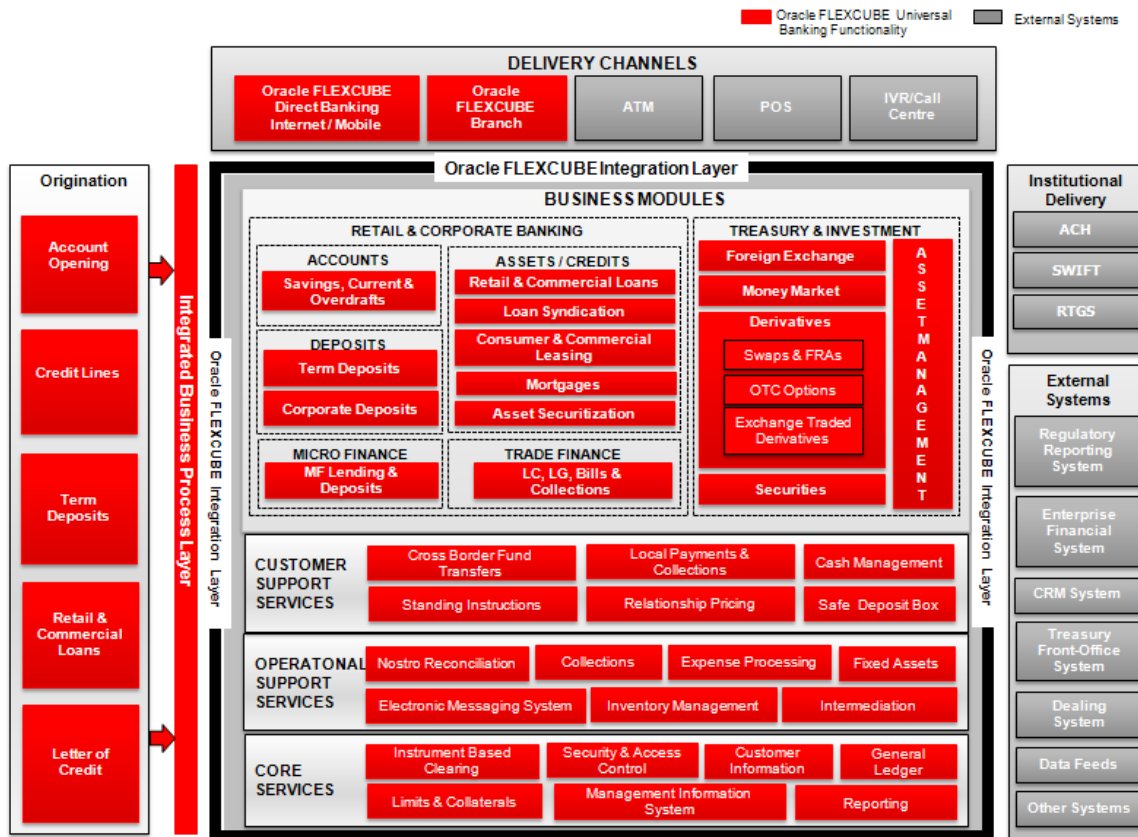 Oracle FLEXCUBE Universal
Banking Functionality
External Systems
DELIVERY CHANNELS
Oracle FLEXCUBE
Direct Banking
Internet / Mobile
Oracle
FLEXCUBE
Branch
ATM
POS
IVR/Call
Centre
Origination
Account
Opening
Credit Lines
Term
Deposits
Retail &
Commercial
Loans
Letter of
Credit
Integrated Business Process Layer
Oracle FLEXCUBE Integration Layer
Oracle FLEXCUBE Integration Layer
BUSINESS MODULES
RETAIL & CORPORATE BANKING
ACCOUNTS
Savings, Current &
Overdrafts
DEPOSITS
Term Deposits
Corporate Deposits
MICRO FINANCE
MF Lending &
Deposits
ASSETS / CREDITS
Retail & Commercial Loans
Loan Syndication
Consumer & Commercial
Leasing
Mortgages
Asset Securitization
TRADE FINANCE
LC, LG, Bills &
Collections
TREASURY & INVESTMENT
Foreign Exchange
Money Market
Derivatives
Swaps & FRAs
OTC Options
Exchange Traded
Derivatives
Securities
ASSET MANAGEMENT
CUSTOMER
SUPPORT
SERVICES
Cross Border Fund
Transfers
Local Payments &
Collections
Cash Management
Standing Instructions
Relationship Pricing
Safe Deposit Box
OPERATONAL
SUPPORT
SERVICES
Nostro Reconciliation
Collections
Expense Processing
Fixed Assets
Electronic Messaging System
Inventory Management
Intermediation
CORE
SERVICES
Instrument Based
Clearing
Security & Access
Control
Customer
Information
General
Ledger
Limits & Collaterals
Management Information
System
Reporting
Oracle FLEXCUBE Integration Layer
Institutional
Delivery
ACH
SWIFT
RTGS
External
Systems
Regulatory
Reporting
System
Enterprise
Financial
System
CRM System
Treasury
Front-Office
System
Dealing
System
Data Feeds
Other Systems